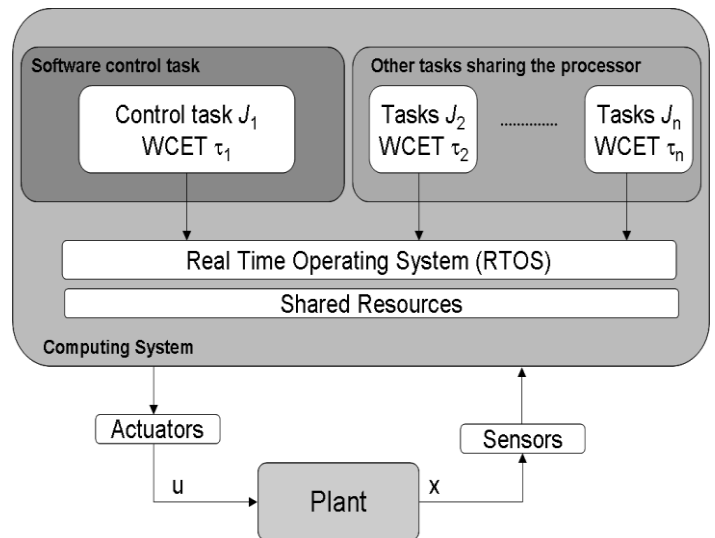 Software control task
Other tasks sharing the processor
Control task J₁
WCET τ₁
Tasks J₂
WCET τ₂
..............
Tasks Jₙ
WCET τₙ
Real Time Operating System (RTOS)
Shared Resources
Computing System
Actuators
Sensors
u
Plant
x